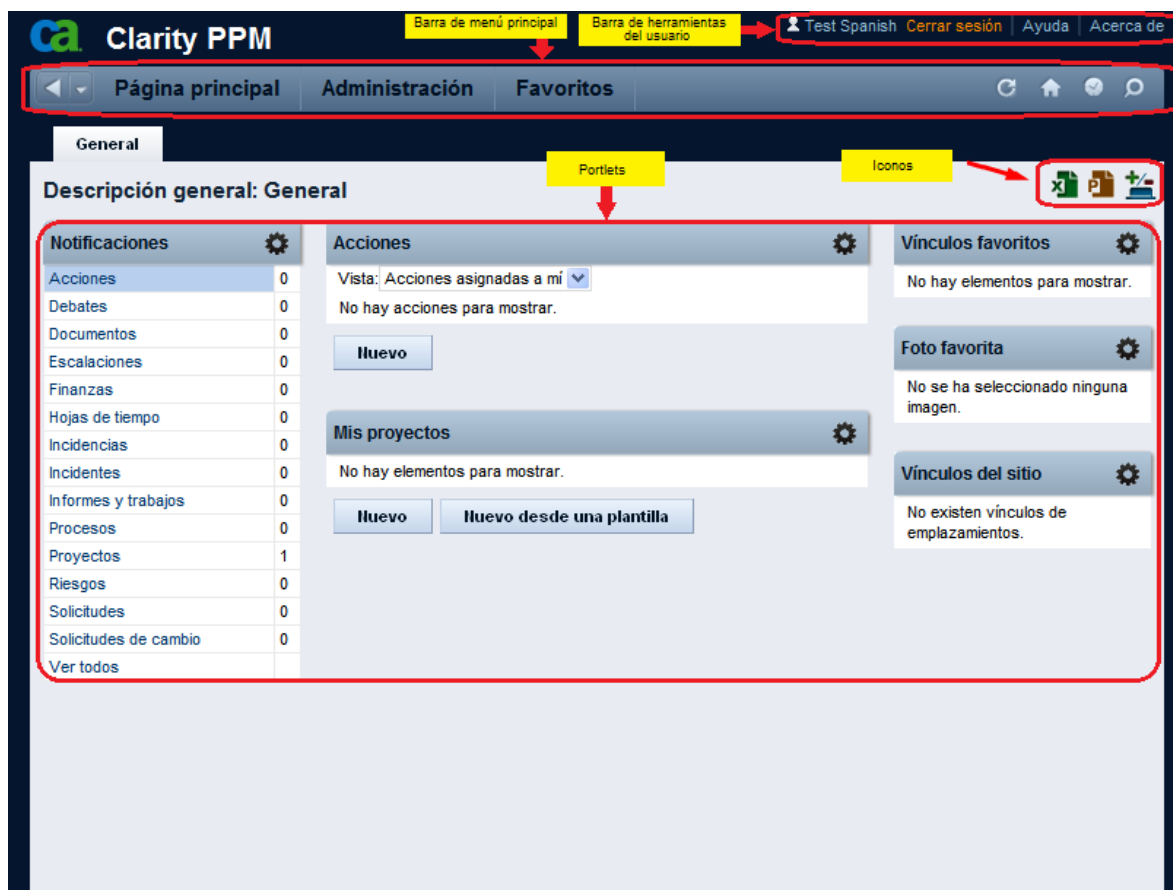 Barra de menú principal
Barra de herramientas
del usuario
Test Spanish Cerrar sesión | Ayuda | Acerca de
ca Clarity PPM
Página principal Administración Favoritos
General
Portlets
Iconos
Descripción general: General
Notificaciones
Acciones 0
Debates 0
Documentos 0
Escalaciones 0
Finanzas 0
Hojas de tiempo 0
Incidencias 0
Incidentes 0
Informes y trabajos 0
Procesos 0
Proyectos 1
Riesgos 0
Solicitudes 0
Solicitudes de cambio 0
Ver todos
Acciones
Vista: Acciones asignadas a mí
No hay acciones para mostrar.
Nuevo
Mis proyectos
No hay elementos para mostrar.
Nuevo Nuevo desde una plantilla
Vínculos favoritos
No hay elementos para mostrar.
Foto favorita
No se ha seleccionado ninguna
imagen.
Vínculos del sitio
No existen vínculos de
emplazamientos.